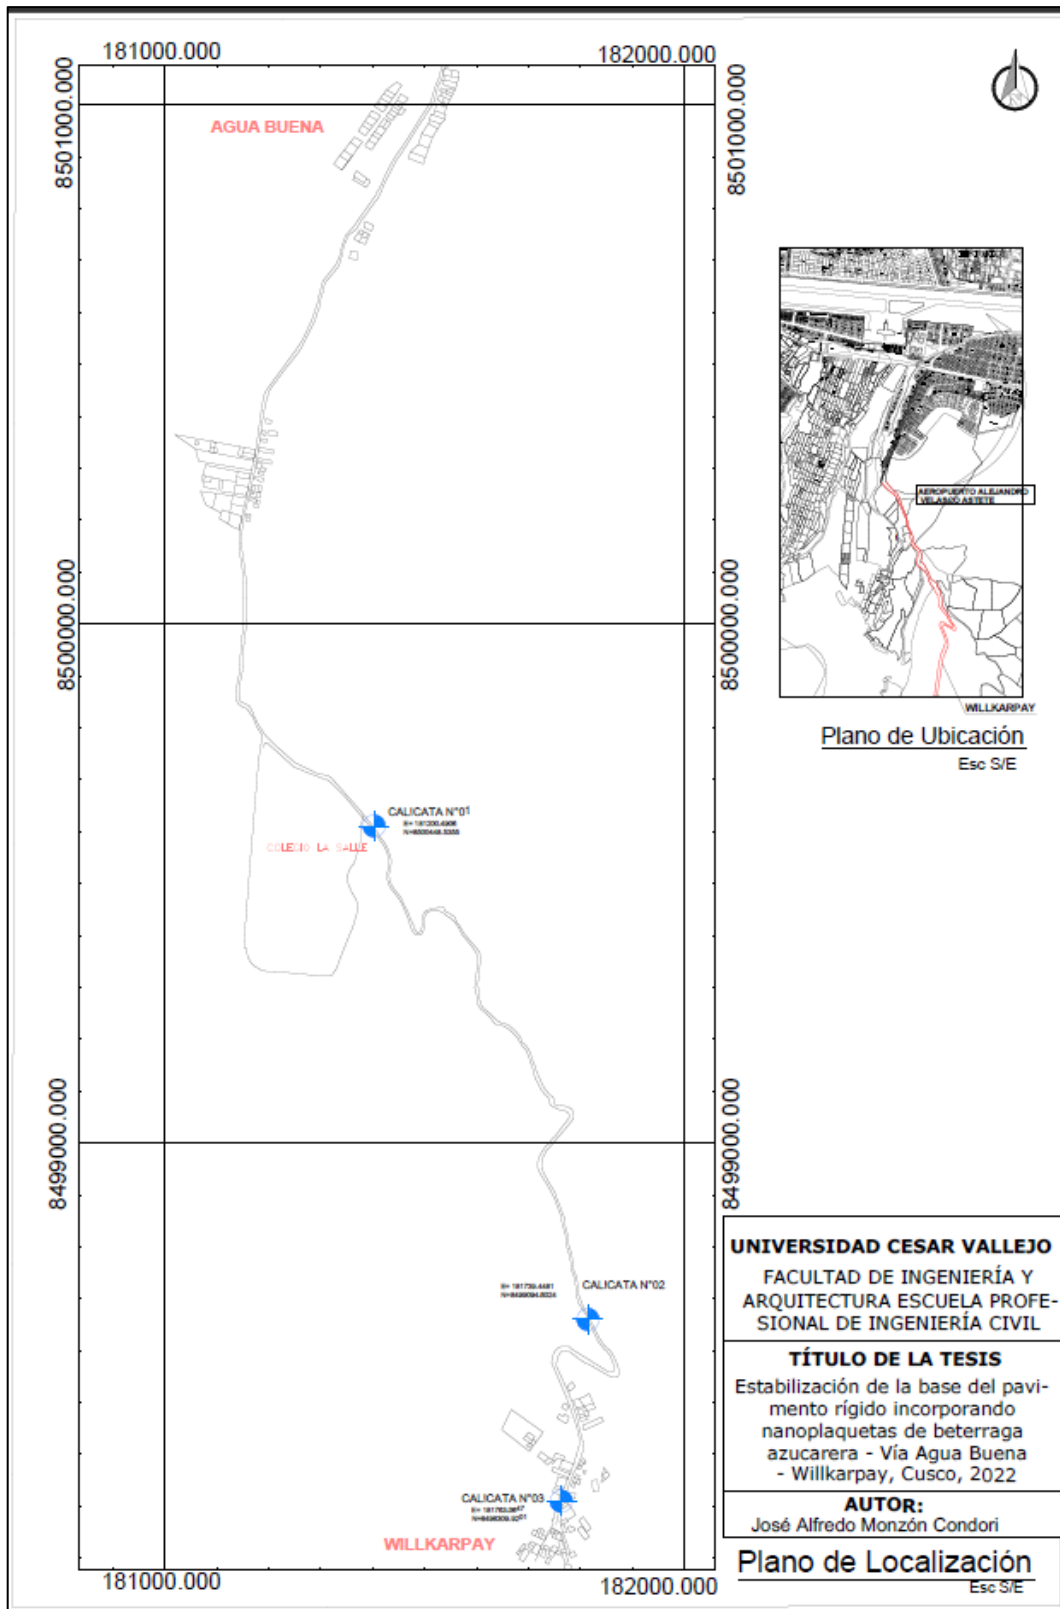 181000.000
182000.000
8501000.000
8501000.000
AGUA BUENA
AEROPUERTO ALEJANDRO
VELASCO ASTETE
WILLKARPAY
Plano de Ubicación
Esc S/E
8500000.000
8500000.000
CALICATA N°01
COLEGIO LA SALLE
8499000.000
8499000.000
CALICATA N°02
CALICATA N°03
WILLKARPAY
181000.000
182000.000
UNIVERSIDAD CESAR VALLEJO
FACULTAD DE INGENIERÍA Y
ARQUITECTURA ESCUELA PROFE-
SIONAL DE INGENIERÍA CIVIL
TÍTULO DE LA TESIS
Estabilización de la base del pavi-
mento rígido incorporando
nanoplaquetas de beterraga
azucarera - Vía Agua Buena
- Willkarpay, Cusco, 2022
AUTOR:
José Alfredo Monzón Condori
Plano de Localización
Esc S/E